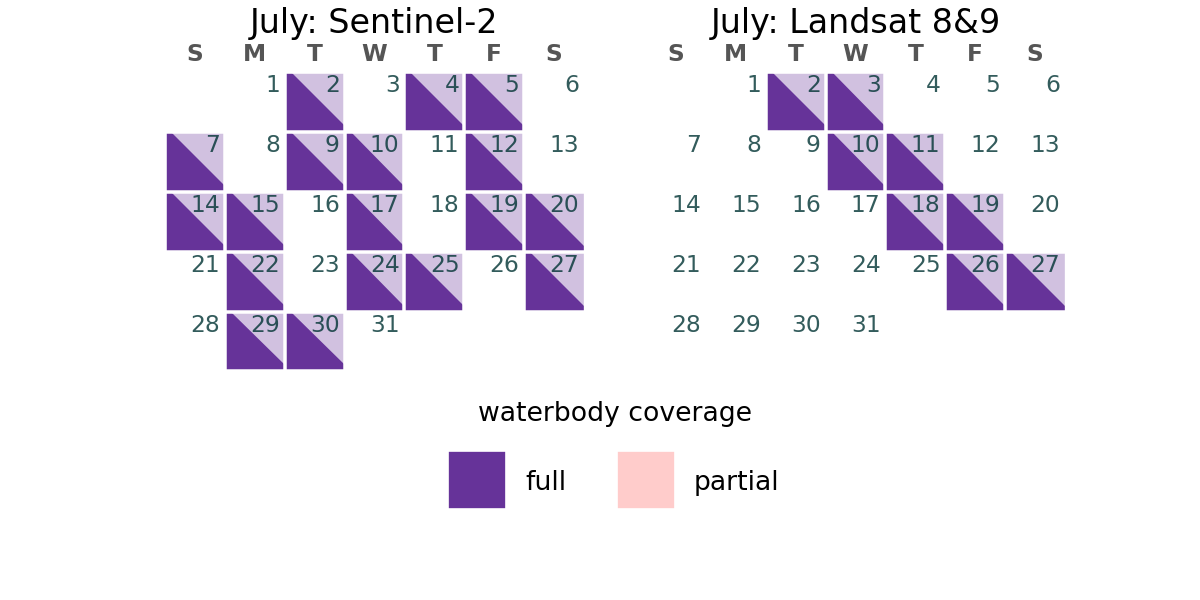 July: Sentinel-2
S M T W T F S
1 2 3 4 5 6
7 8 9 10 11 12 13
14 15 16 17 18 19 20
21 22 23 24 25 26 27
28 29 30 31
July: Landsat 8&9
S M T W T F S
1 2 3 4 5 6
7 8 9 10 11 12 13
14 15 16 17 18 19 20
21 22 23 24 25 26 27
28 29 30 31
waterbody coverage
full
partial